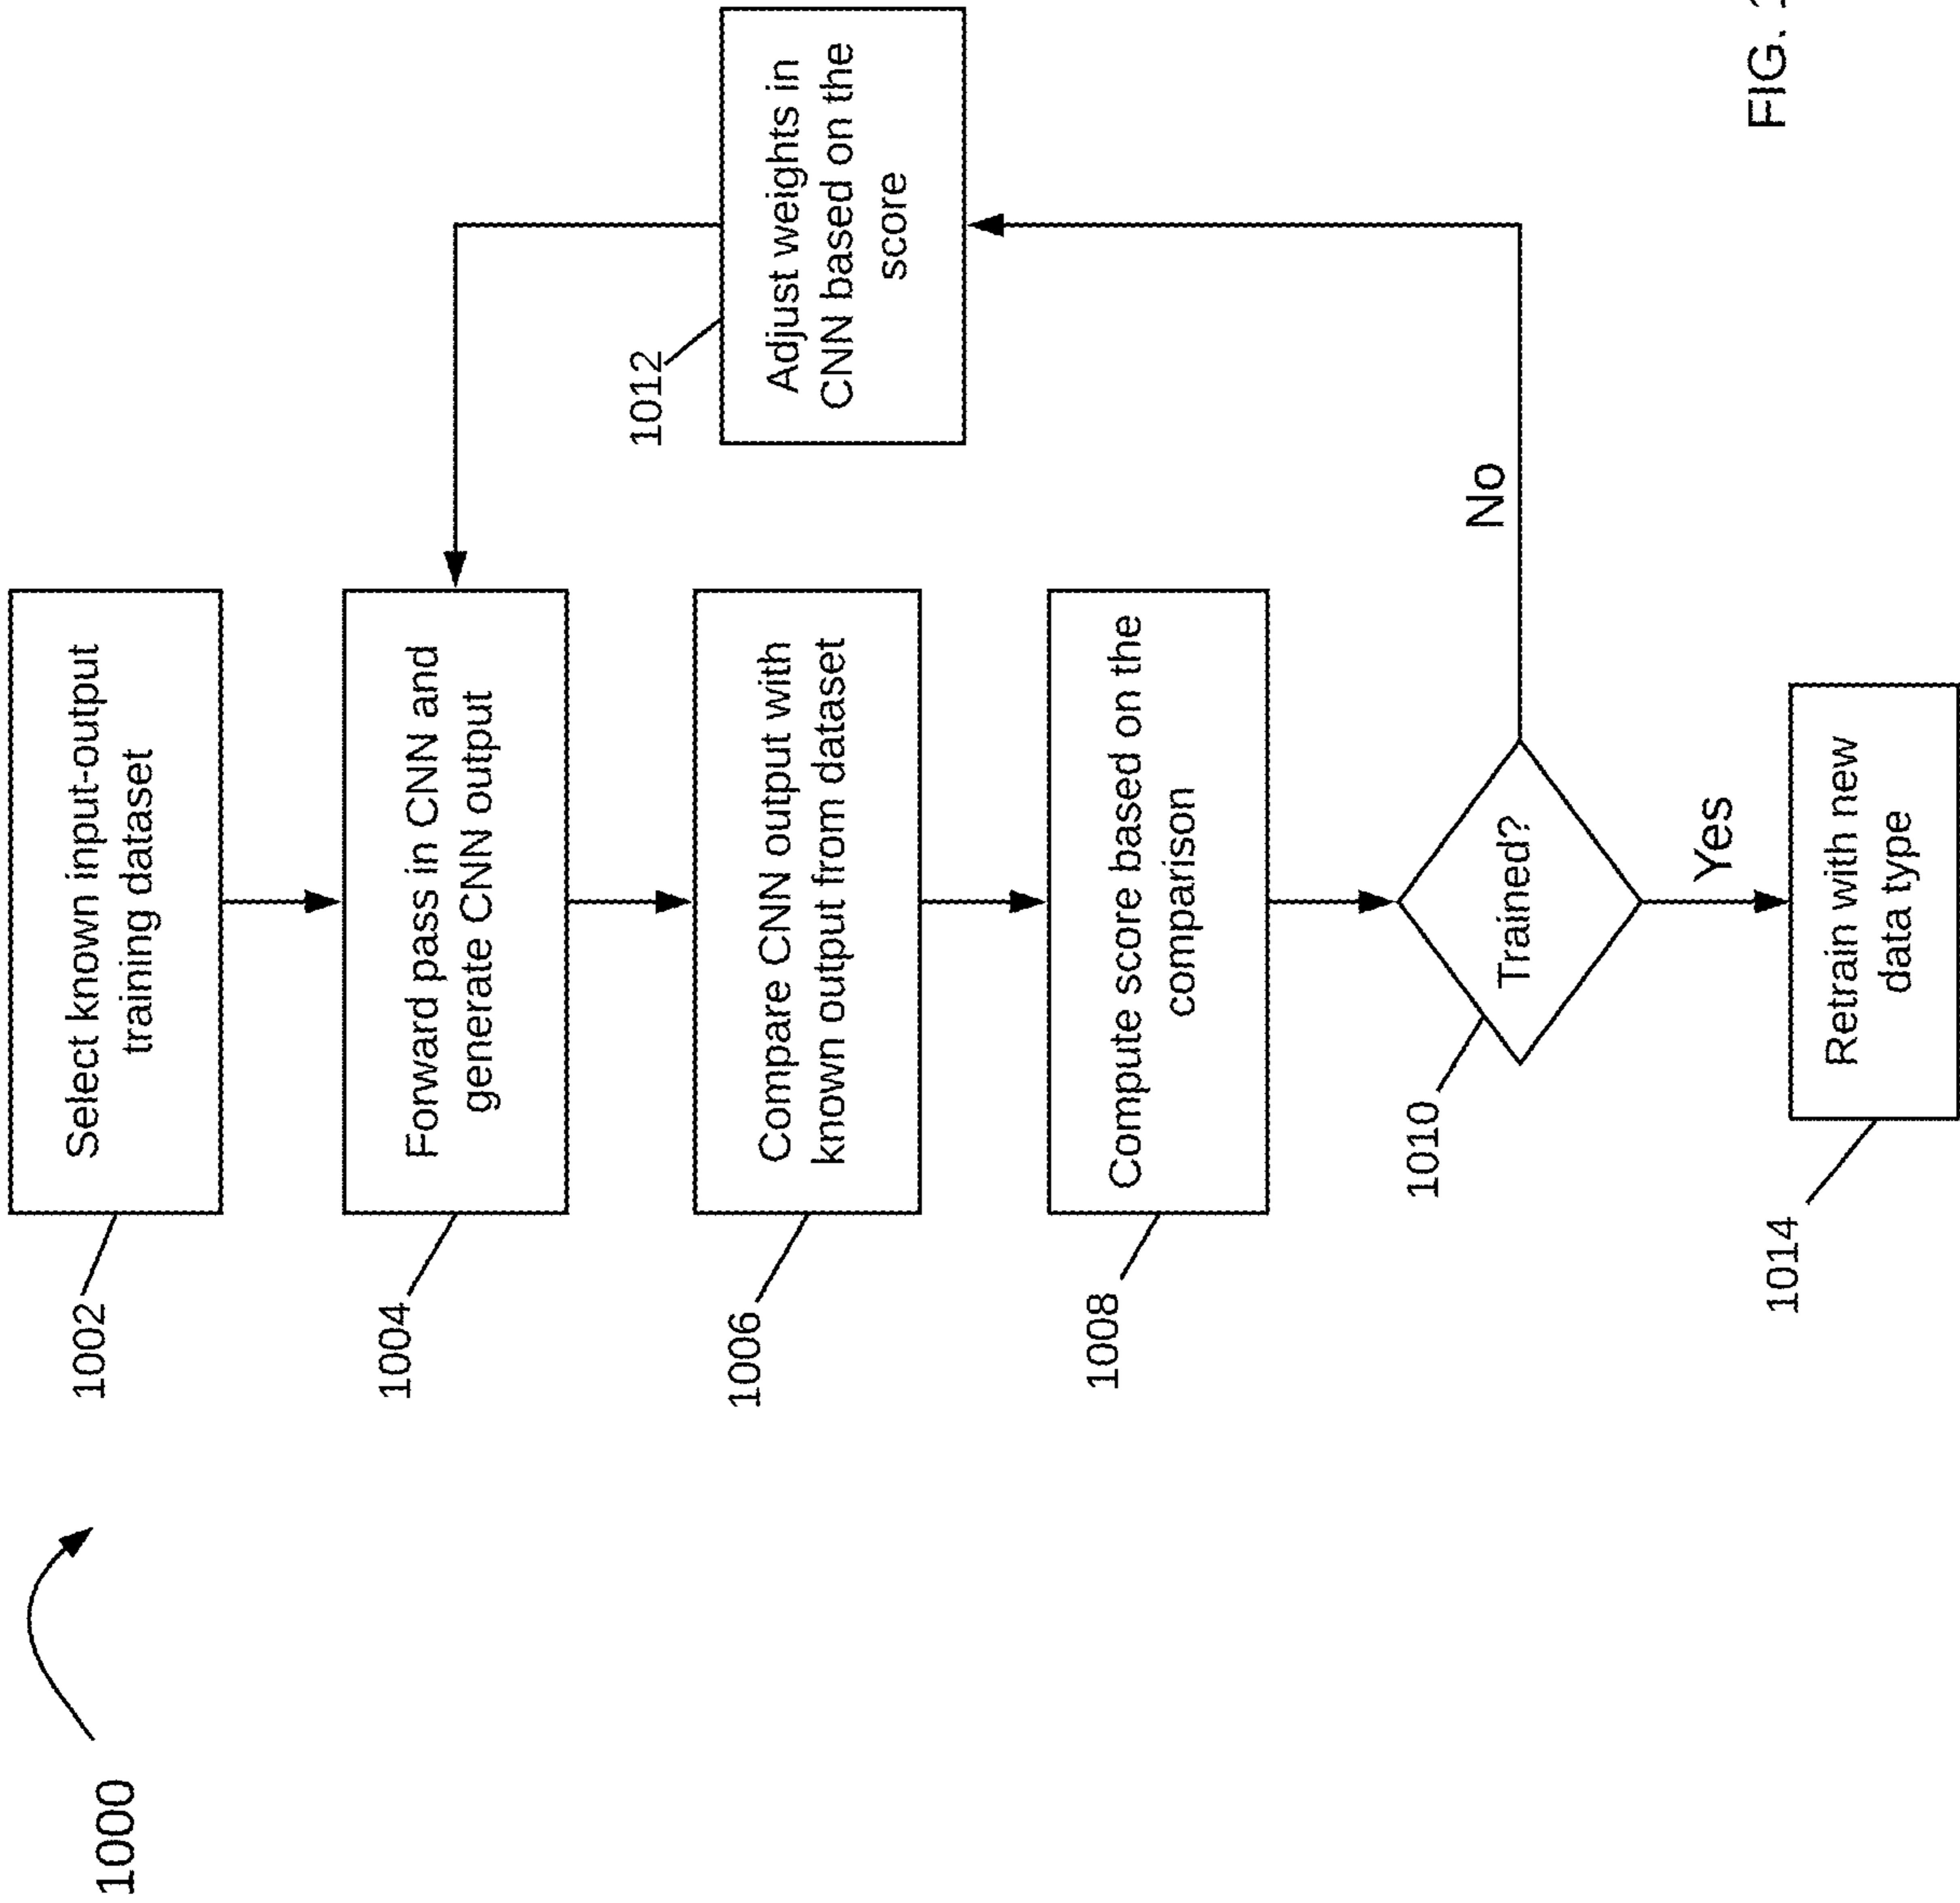 1000
1002
Select known input-output
training dataset
1004
Forward pass in CNN and
generate CNN output
1006
Compare CNN output with
known output from dataset
1008
Compute score based on the
comparison
1010
Trained?
No
1012
Adjust weights in
CNN based on the
score
Yes
1014
Retrain with new
data type
FIG.